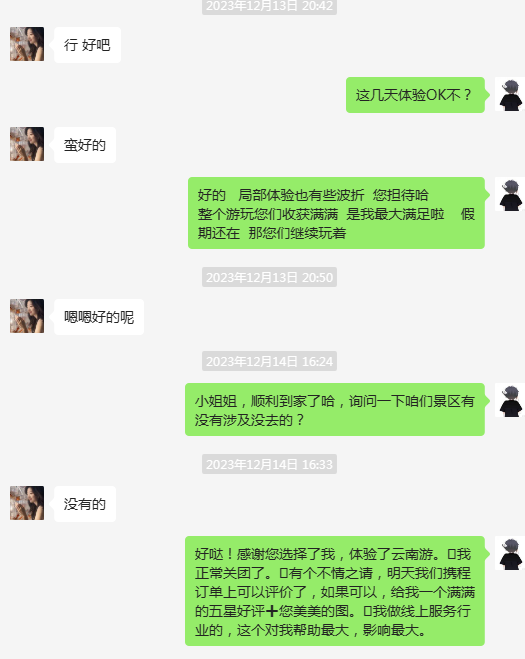 2023年12月13日 20:42
行 好吧
这几天体验OK不？
蛮好的
好的 局部体验也有些波折 您担待哈
整个游玩您们收获满满 是我最大满足啦 假
期还在 那您们继续玩着
2023年12月13日 20:50
嗯嗯好的呢
2023年12月14日 16:24
小姐姐，顺利到家了哈，询问一下咱们景区有
没有涉及没去的？
2023年12月14日 16:33
没有的
好哒！感谢您选择了我，体验了云南游。▯我
正常关团了。▯有个不情之请，明天我们携程
订单上可以评价了，如果可以，给我一个满满
的五星好评➕您美美的图。▯我做线上服务行
业的，这个对我帮助最大，影响最大。